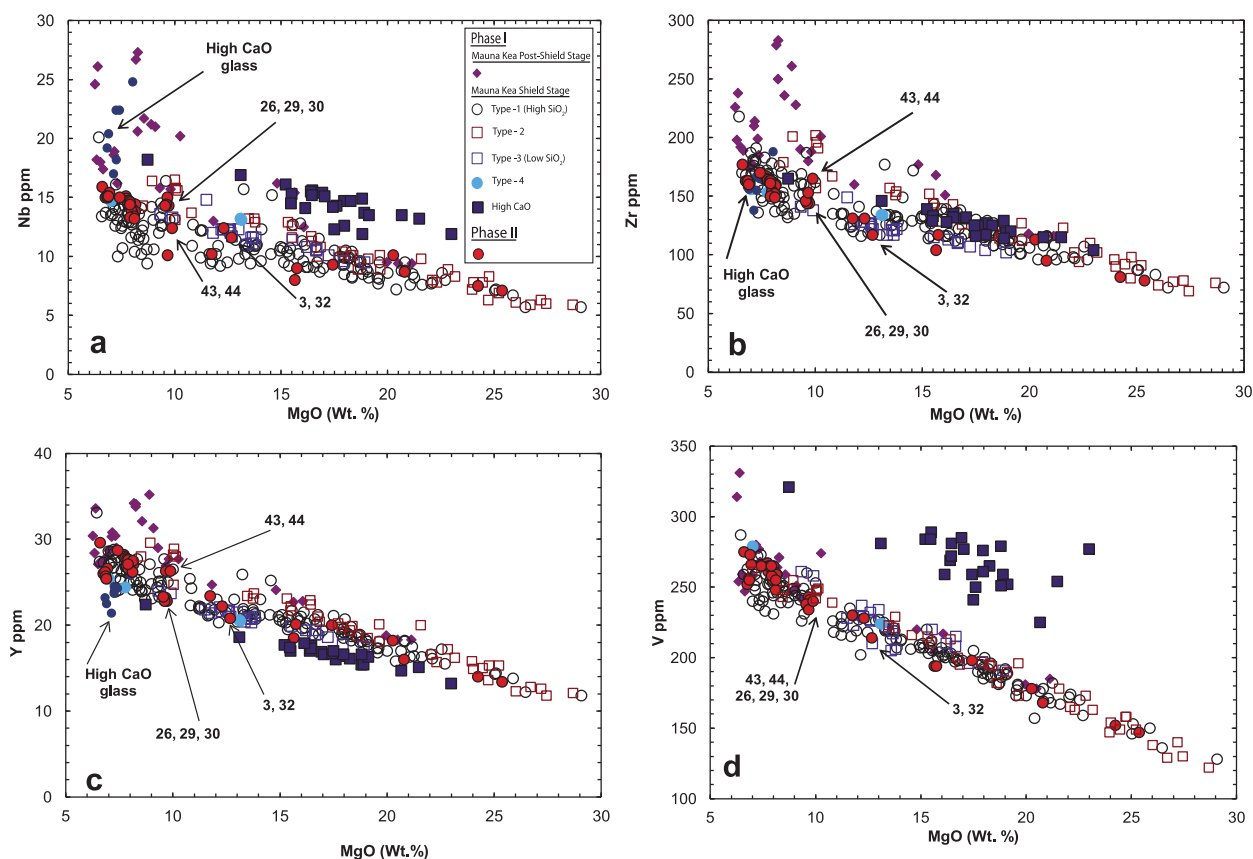 30
25
20
15
10
5
0
Nb ppm
5
10
15
20
25
30
MgO (Wt. %)
a
High CaO
glass
26, 29, 30
43, 44
3, 32
Phase I
Mauna Kea Post-Shield Stage
Mauna Kea Shield Stage
Type -1 (High SiO₂)
Type - 2
Type -3 (Low SiO₂)
Type - 4
High CaO
Phase II
300
250
200
150
100
50
0
Zr ppm
5
10
15
20
25
30
MgO (Wt. %)
b
43, 44
High CaO
glass
3, 32
26, 29, 30
40
30
20
10
0
Y ppm
5
10
15
20
25
30
MgO (Wt.%)
c
43, 44
High CaO
glass
3, 32
26, 29, 30
350
300
250
200
150
100
V ppm
5
10
15
20
25
30
MgO (Wt. %)
d
43, 44,
26, 29, 30
3, 32